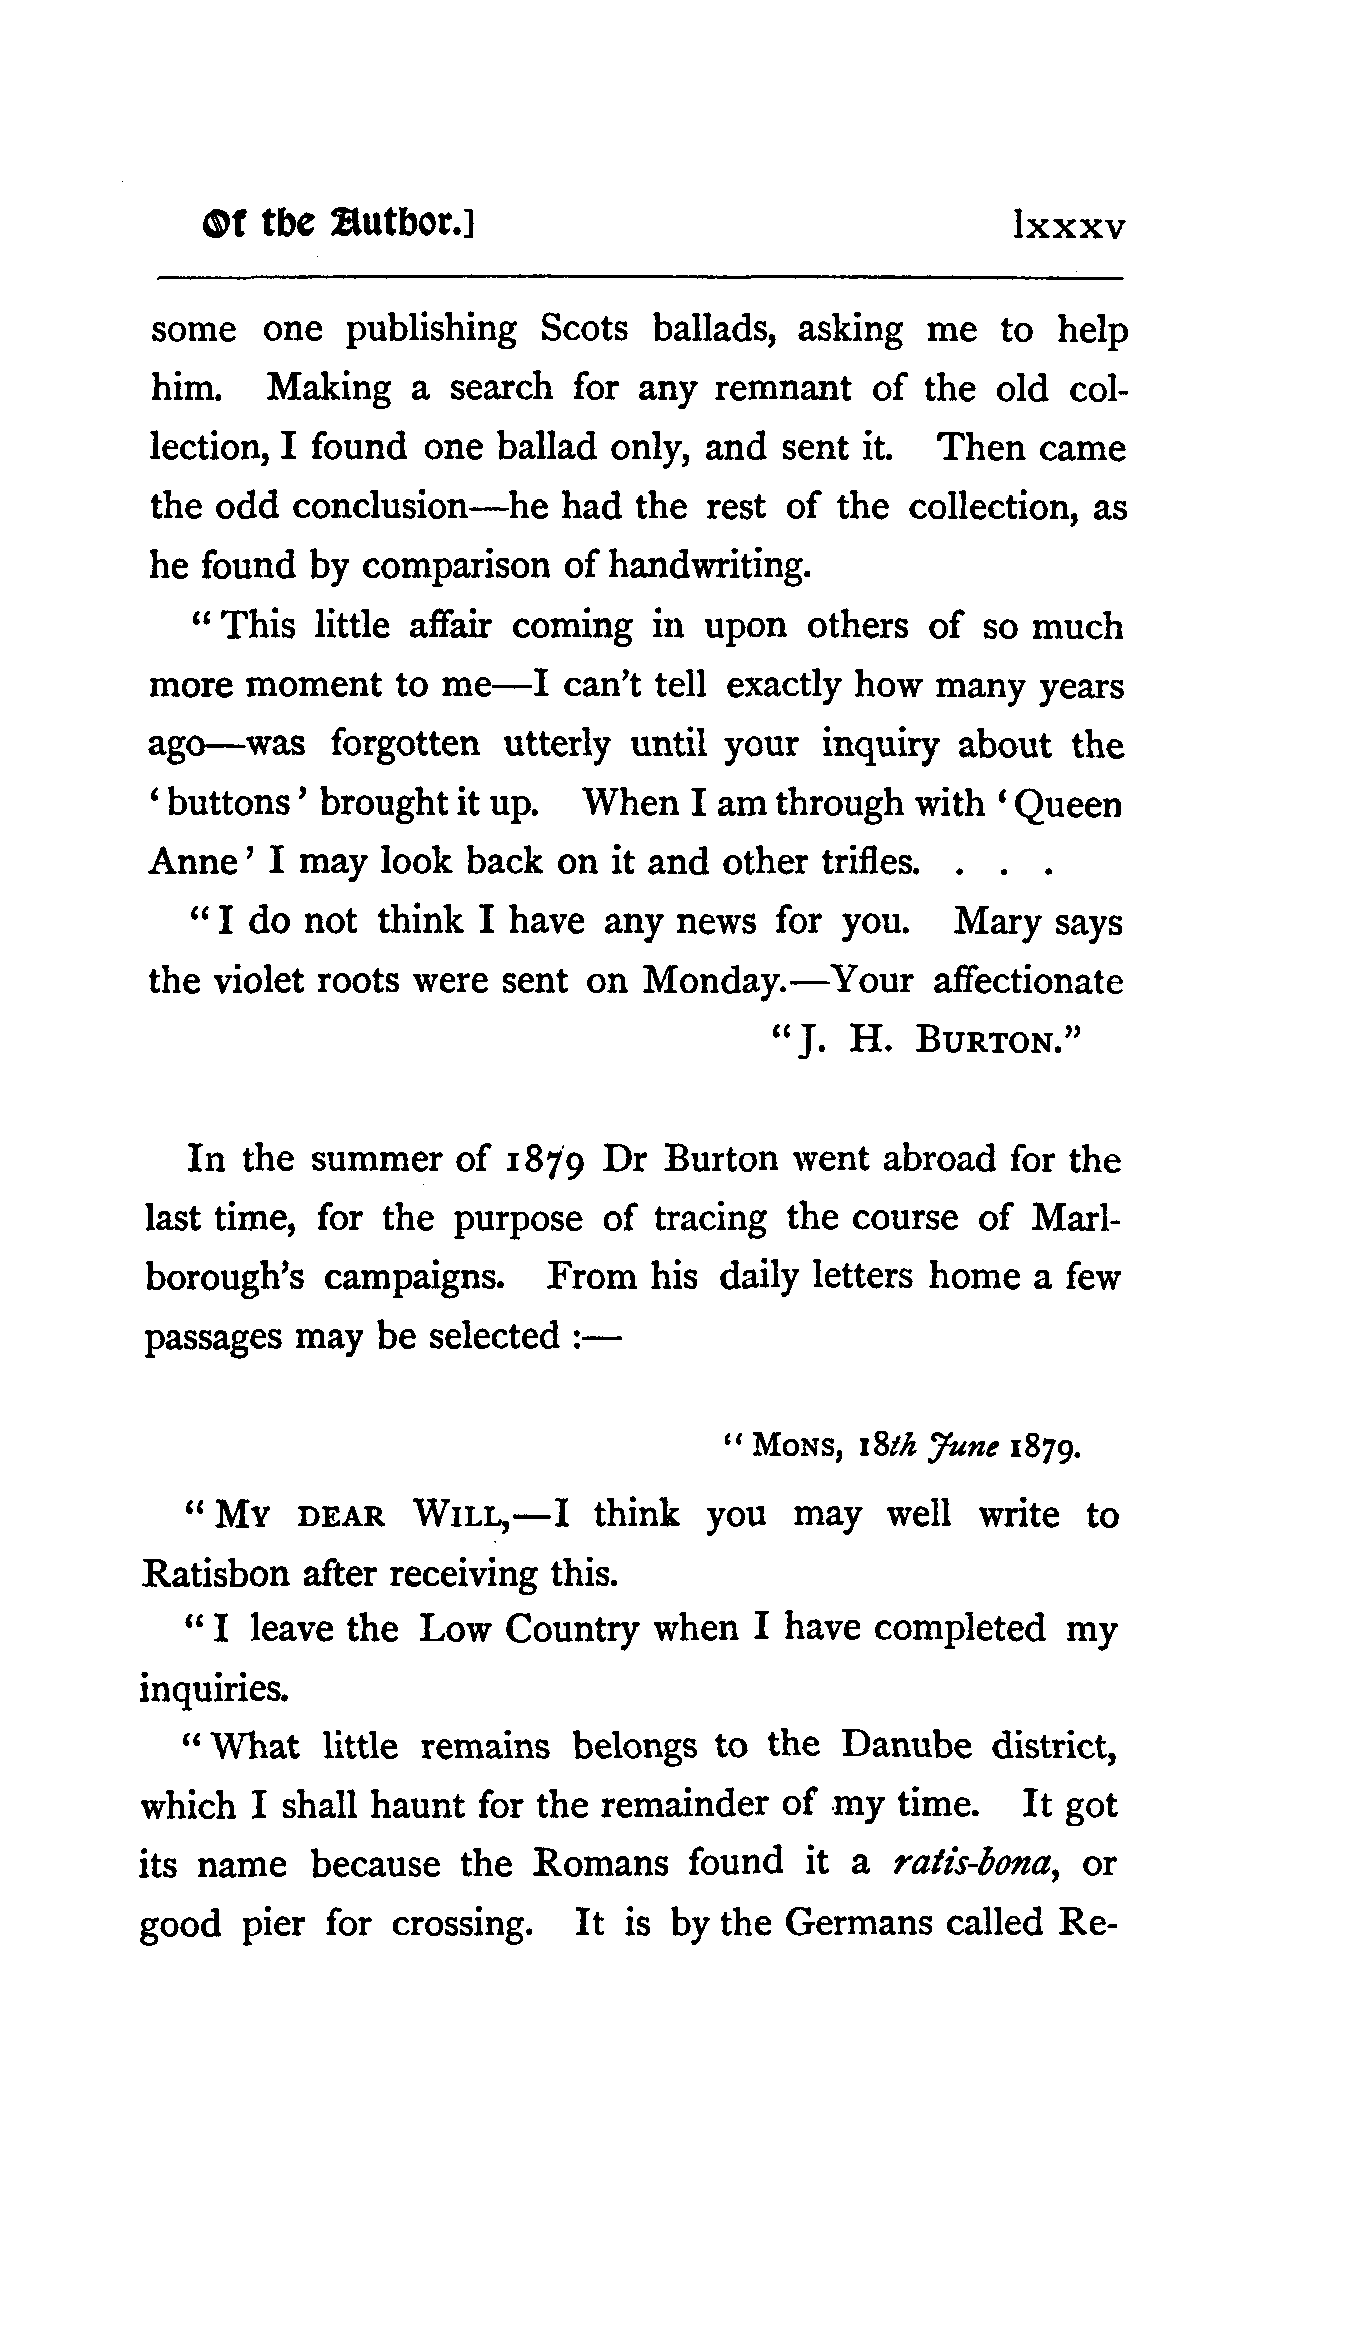 Of the Author.] lxxxv
some one publishing Scots ballads, asking me to help
him. Making a search for any remnant of the old col-
lection, I found one ballad only, and sent it. Then came
the odd conclusion—he had the rest of the collection, as
he found by comparison of handwriting.
“This little affair coming in upon others of so much
more moment to me—I can't tell exactly how many years
ago—was forgotten utterly until your inquiry about the
‘buttons’ brought it up. When I am through with ‘Queen
Anne’ I may look back on it and other trifles. . . .
“I do not think I have any news for you. Mary says
the violet roots were sent on Monday.—Your affectionate
“J. H. BURTON.”
In the summer of 1879 Dr Burton went abroad for the
last time, for the purpose of tracing the course of Marl-
borough's campaigns. From his daily letters home a few
passages may be selected :—
“MONS, 18th June 1879.
“MY DEAR WILL,—I think you may well write to
Ratisbon after receiving this.
“I leave the Low Country when I have completed my
inquiries.
“What little remains belongs to the Danube district,
which I shall haunt for the remainder of my time. It got
its name because the Romans found it a ratis-bona, or
good pier for crossing. It is by the Germans called Re-